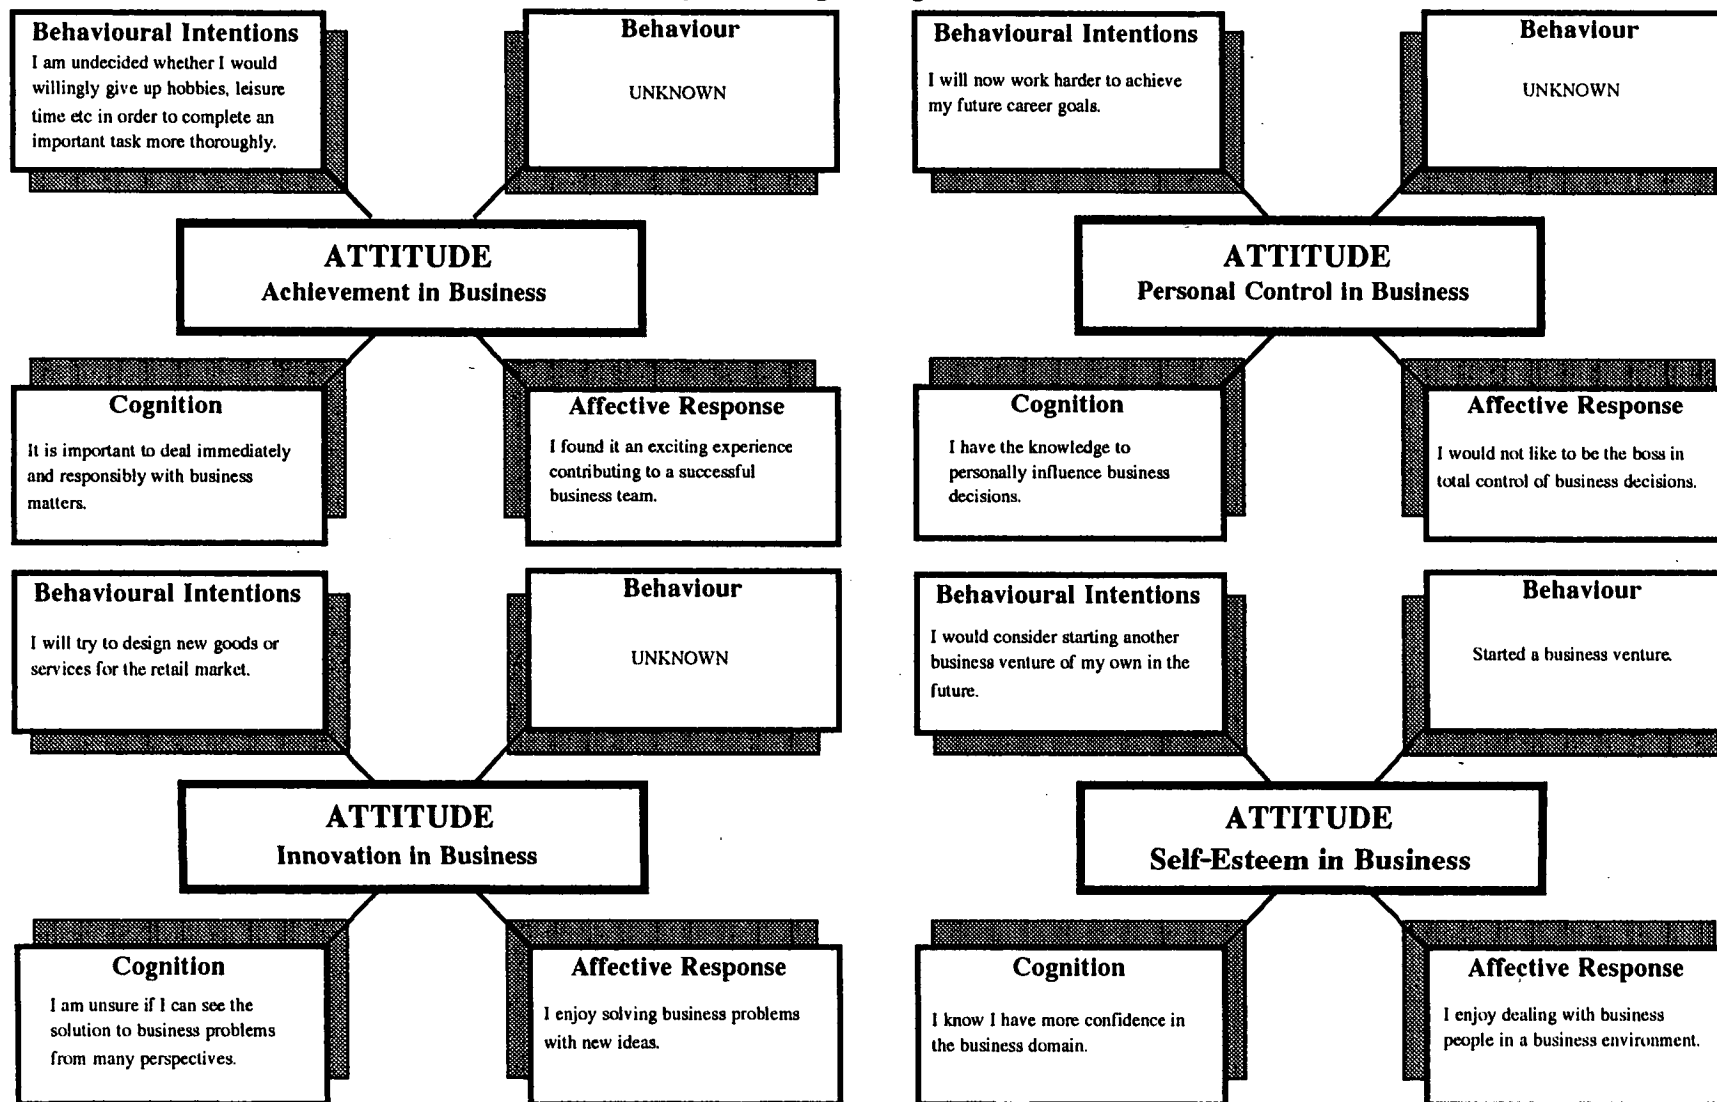 Behavioural Intentions
I am undecided whether I would
willingly give up hobbies, leisure
time etc in order to complete an
important task more thoroughly.
Behaviour
UNKNOWN
ATTITUDE
Achievement in Business
Cognition
It is important to deal immediately
and responsibly with business
matters.
Affective Response
I found it an exciting experience
contributing to a successful
business team.
Behavioural Intentions
I will now work harder to achieve
my future career goals.
Behaviour
UNKNOWN
ATTITUDE
Personal Control in Business
Cognition
I have the knowledge to
personally influence business
decisions.
Affective Response
I would not like to be the boss in
total control of business decisions.
Behavioural Intentions
I will try to design new goods or
services for the retail market.
Behaviour
UNKNOWN
ATTITUDE
Innovation in Business
Cognition
I am unsure if I can see the
solution to business problems
from many perspectives.
Affective Response
I enjoy solving business problems
with new ideas.
Behavioural Intentions
I would consider starting another
business venture of my own in the
future.
Behaviour
Started a business venture.
ATTITUDE
Self-Esteem in Business
Cognition
I know I have more confidence in
the business domain.
Affective Response
I enjoy dealing with business
people in a business environment.